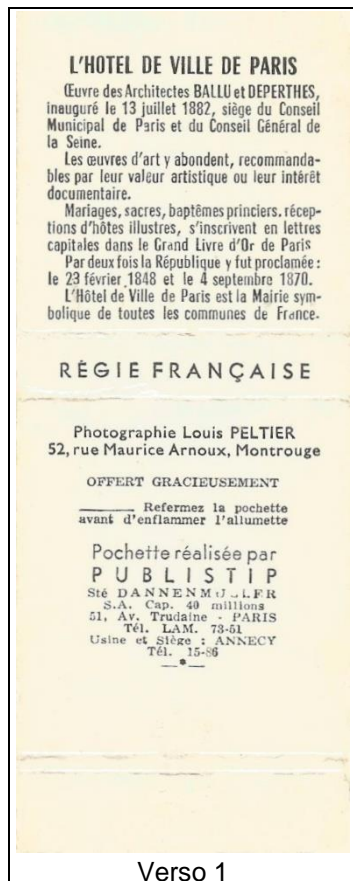 L'HOTEL DE VILLE DE PARIS
Œuvre des Architectes BALLU et DEPERTHES,
inauguré le 13 juillet 1882, siège du Conseil
Municipal de Paris et du Conseil Général de
la Seine.
Les œuvres d'art y abondent, recommanda-
bles par leur valeur artistique ou leur intérêt
documentaire.
Mariages, sacres, baptêmes princiers. récep-
tions d'hôtes illustres, s'inscrivent en lettres
capitales dans le Grand Livre d'Or de Paris
Par deux fois la République y fut proclamée :
le 23 février 1848 et le 4 septembre 1870.
L'Hôtel de Ville de Paris est la Mairie sym-
bolique de toutes les communes de France.
RÉGIE FRANÇAISE
Photographie Louis PELTIER
52, rue Maurice Arnoux, Montrouge
OFFERT GRACIEUSEMENT
Refermez la pochette
avant d'enflammer l'allumette
Pochette réalisée par
PUBLISTIP
Sté DANNENMULLER
S.A. Cap. 40 millions
51, Av. Trudaine - PARIS
Tél. LAM. 73-51
Usine et Siège : ANNECY
Tél. 15-86
Verso 1